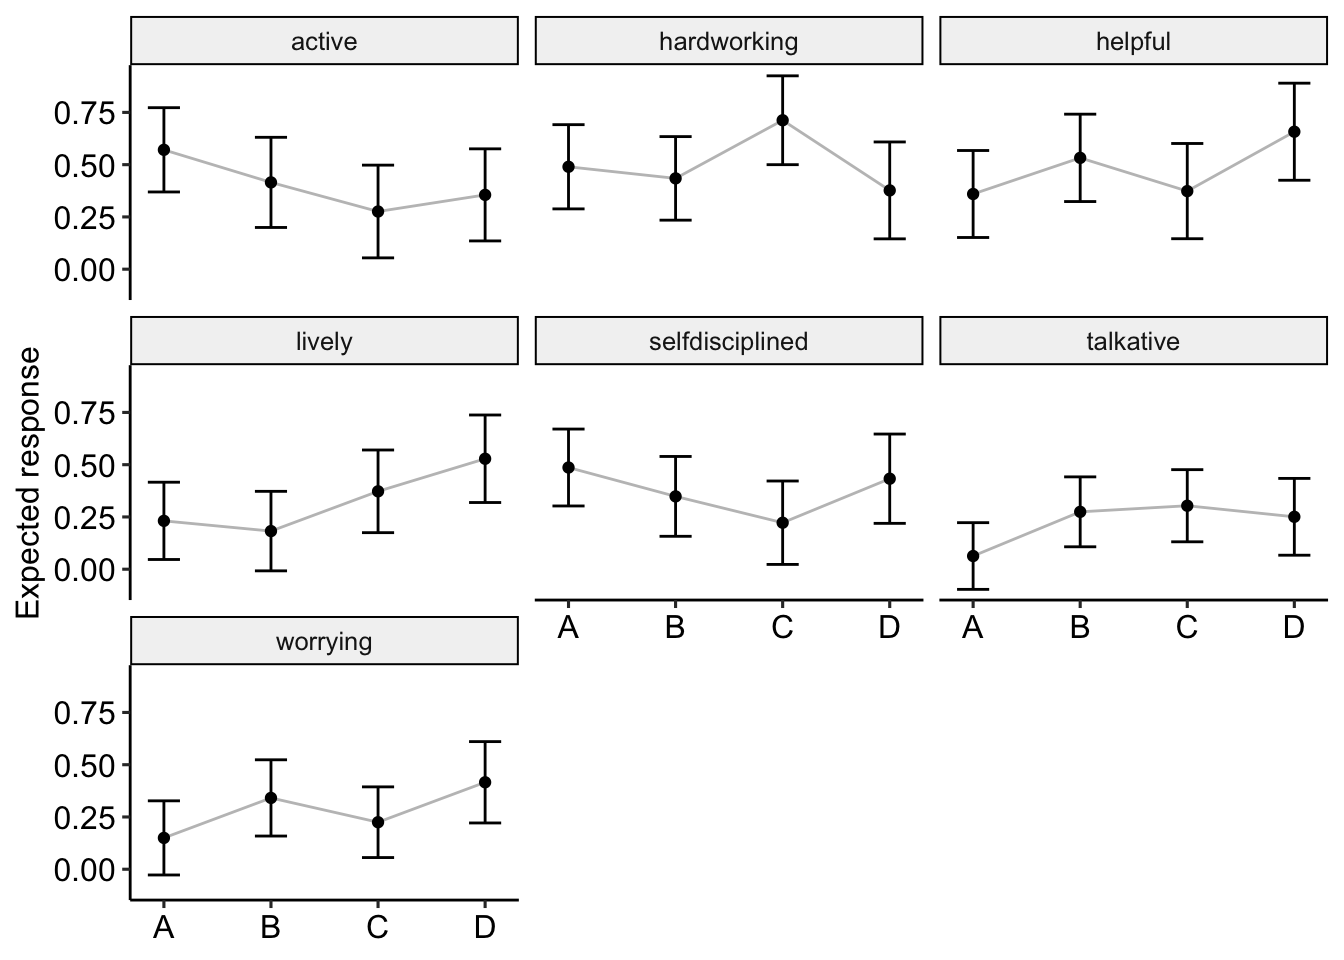 active
hardworking
helpful
0.75
0.50
0.25
0.00
lively
selfdisciplined
talkative
0.75
0.50
0.25
0.00
A B C D
A B C D
worrying
0.75
0.50
0.25
0.00
A B C D
Expected response